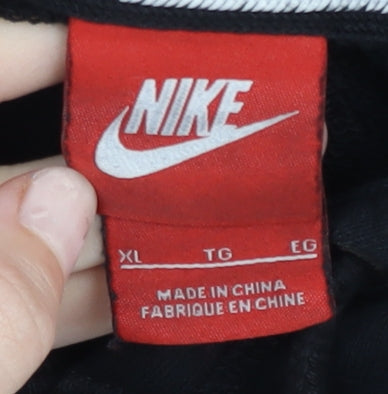 NIKE
XL TG EG
MADE IN CHINA
FABRIQUE EN CHINE